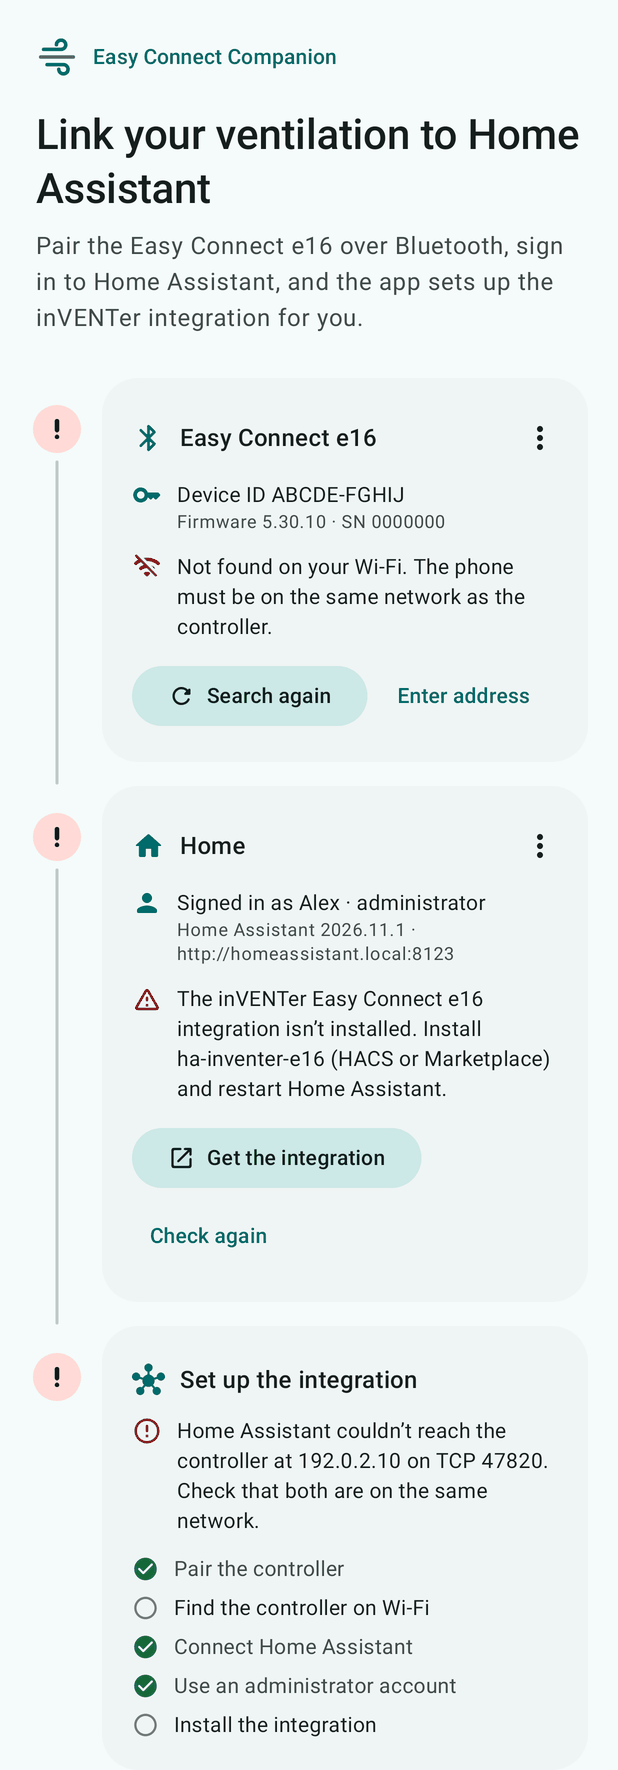 Easy Connect Companion
Link your ventilation to Home
Assistant
Pair the Easy Connect e16 over Bluetooth, sign
in to Home Assistant, and the app sets up the
inVENTer integration for you.
Easy Connect e16
Device ID ABCDE-FGHIJ
Firmware 5.30.10 · SN 0000000
Not found on your Wi-Fi. The phone
must be on the same network as the
controller.
Search again
Enter address
Home
Signed in as Alex · administrator
Home Assistant 2026.11.1 ·
http://homeassistant.local:8123
The inVENTer Easy Connect e16
integration isn’t installed. Install
ha-inventer-e16 (HACS or Marketplace)
and restart Home Assistant.
Get the integration
Check again
Set up the integration
Home Assistant couldn’t reach the
controller at 192.0.2.10 on TCP 47820.
Check that both are on the same
network.
Pair the controller
Find the controller on Wi-Fi
Connect Home Assistant
Use an administrator account
Install the integration